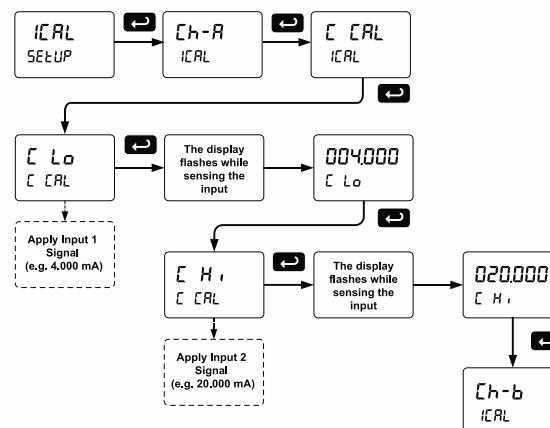 ICAL
SEtUP
Ch-A
ICAL
C CAL
ICAL
C Lo
C CAL
The display
flashes while
sensing the
input
004.000
C Lo
Apply Input 1
Signal
(e.g. 4.000 mA)
C Hi
C CAL
The display
flashes while
sensing the
input
020.000
C Hi
Apply Input 2
Signal
(e.g. 20.000 mA)
Ch-b
ICAL